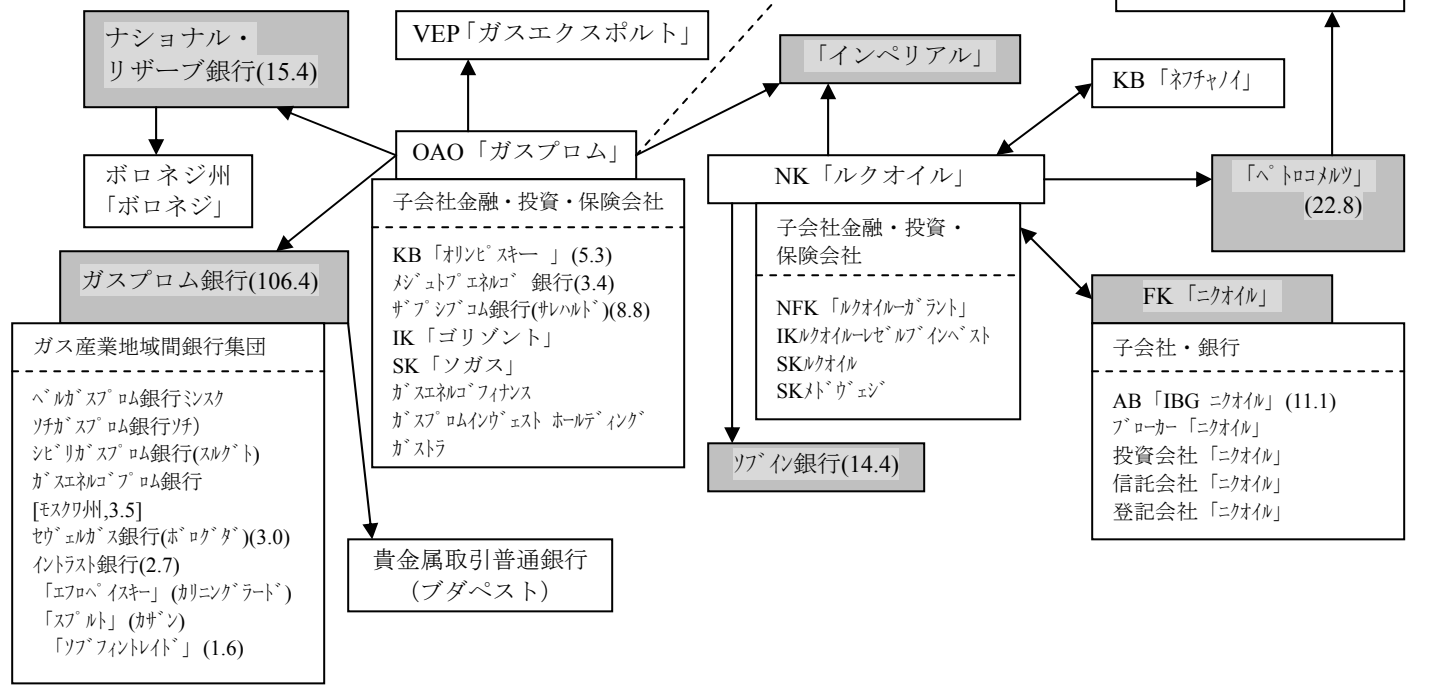 ナショナル・
リザーブ銀行(15.4)
VEP「ガスエクスポルト」
「インペリアル」
KB「ﾈﾌﾁｬﾉｲ」
ボロネジ州
「ボロネジ」
OAO「ガスプロム」
子会社金融・投資・保険会社
KB「ｵﾘﾝﾋﾟｽｷｰ 」(5.3)
ﾒｼﾞｭﾄﾌﾟｴﾈﾙｺﾞ 銀行(3.4)
ｻﾞﾌﾟｼﾌﾞｺﾑ銀行(ｻﾚﾊﾙﾄﾞ)(8.8)
IK「ゴリゾント」
SK「ソガス」
ｶﾞｽｴﾈﾙｺﾞﾌｨﾅﾝｽ
ｶﾞｽﾌﾟﾛﾑｲﾝｳﾞｪｽﾄ ﾎｰﾙﾃﾞｨﾝｸﾞ
ｶﾞｽﾄﾗ
NK「ルクオイル」
子会社金融・投資・
保険会社
NFK「ﾙｸｵｲﾙｰｶﾞﾗﾝﾄ」
IKﾙｸｵｲﾙｰﾚｾﾞﾙﾌﾞｲﾝﾍﾞｽﾄ
SKﾙｸｵｲﾙ
SKﾒﾄﾞｳﾞｪｼﾞ
「ﾍﾟﾄﾛｺﾒﾙﾂ」
(22.8)
ガスプロム銀行(106.4)
ガス産業地域間銀行集団
ﾍﾞﾙｶﾞｽﾌﾟﾛﾑ銀行ﾐﾝｽｸ
ｿﾁｶﾞｽﾌﾟﾛﾑ銀行ｿﾁ)
ｼﾋﾞﾘｶﾞｽﾌﾟﾛﾑ銀行(ｽﾙｸﾞﾄ)
ｶﾞｽｴﾈﾙｺﾞﾌﾟﾛﾑ銀行
[ﾓｽｸﾜ州,3.5]
ｾｳﾞｪﾙｶﾞｽ銀行(ﾎﾞﾛｸﾞﾀﾞ)(3.0)
ｲﾝﾄﾗｽﾄ銀行(2.7)
「ｴﾌﾛﾍﾟｲｽｷｰ」(ｶﾘﾆﾝｸﾞﾗｰﾄﾞ)
「ｽﾌﾟﾙﾄ」(ｶｻﾞﾝ)
「ｿﾌﾞﾌｨﾝﾄﾚｲﾄﾞ」(1.6)
貴金属取引普通銀行
（ブダペスト）
ｿﾌﾞｲﾝ銀行(14.4)
FK「ﾆｸｵｲﾙ」
子会社・銀行
AB「IBG ﾆｸｵｲﾙ」(11.1)
ﾌﾞﾛｰｶｰ「ﾆｸｵｲﾙ」
投資会社「ﾆｸｵｲﾙ」
信託会社「ﾆｸｵｲﾙ」
登記会社「ﾆｸｵｲﾙ」